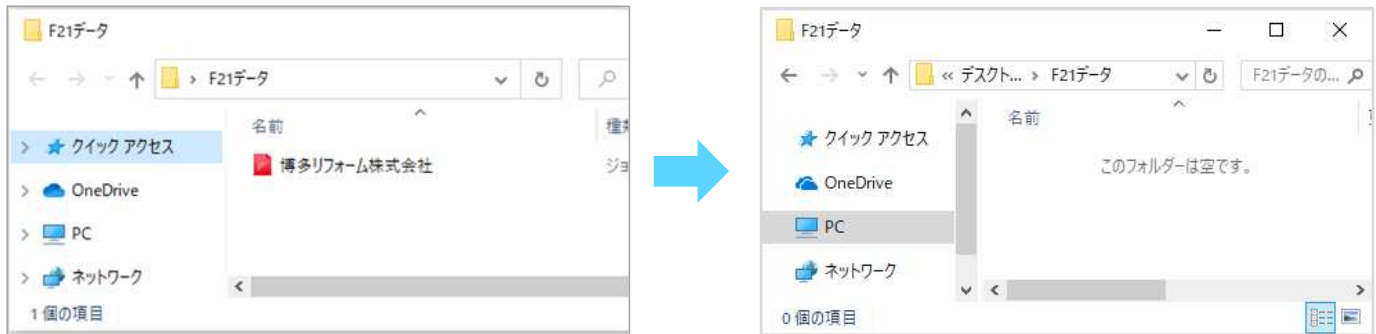 F21データ
F21データ
名前
種
クイック アクセス
博多リフォーム株式会社
ジョ
OneDrive
PC
ネットワーク
1 個の項目
F21データ
« デスクト... › F21データ
F21データの...
名前
クイック アクセス
このフォルダーは空です。
OneDrive
PC
ネットワーク
0 個の項目